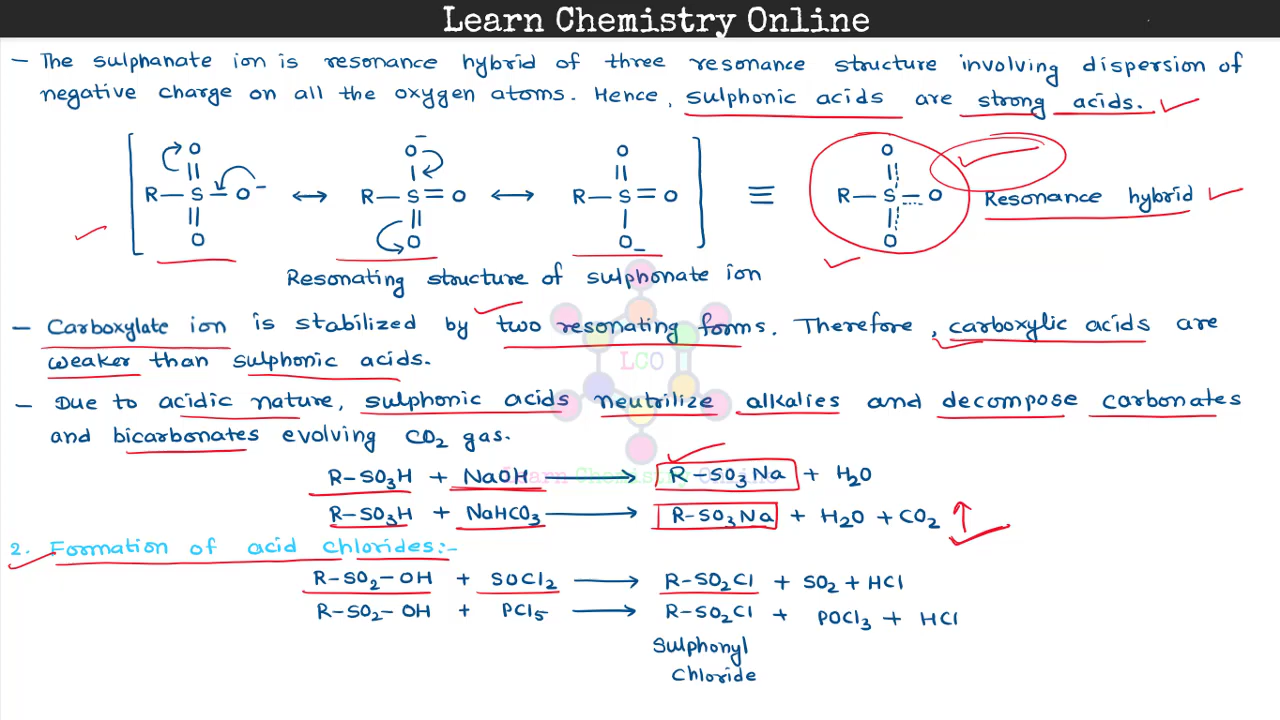 Learn Chemistry Online
- The sulphanate ion is resonance hybrid of three resonance structure involving dispersion of
negative charge on all the oxygen atoms. Hence, sulphonic acids are strong acids.
O O⁻ O O
R—S—O⁻ ↔ R—S=O ↔ R—S=O ≡ R—S=O Resonance hybrid
O O O⁻ O
Resonating structure of sulphonate ion
- Carboxylate ion is stabilized by two resonating forms. Therefore, carboxylic acids are
weaker than sulphonic acids.
LCO
- Due to acidic nature, sulphonic acids neutrilize alkalies and decompose carbonates
and bicarbonates evolving CO₂ gas.
Learn Chemistry Online
R-SO₃H + NaOH → R-SO₃Na + H₂O
R-SO₃H + NaHCO₃ → R-SO₃Na + H₂O + CO₂ ↑
2. Formation of acid chlorides:-
R-SO₂-OH + SOCl₂ → R-SO₂Cl + SO₂ + HCl
R-SO₂-OH + PCl₅ → R-SO₂Cl + POCl₃ + HCl
Sulphonyl
Chloride